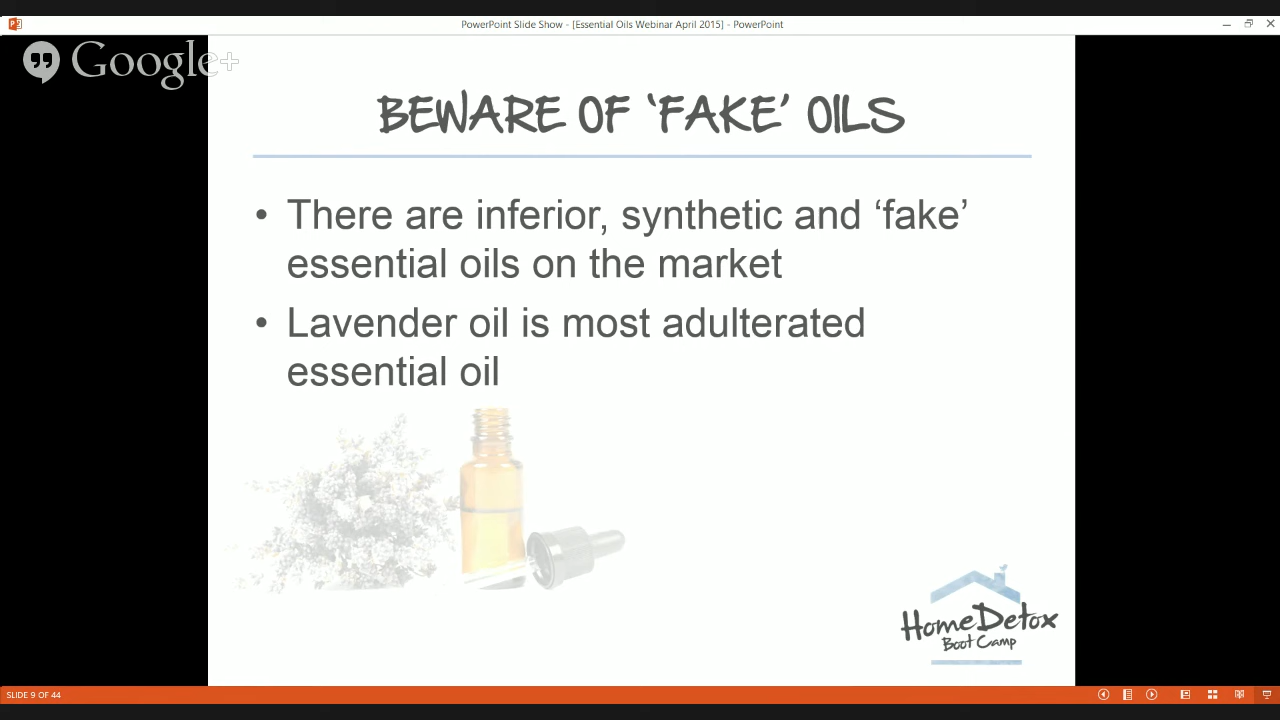 PowerPoint Slide Show - [Essential Oils Webinar April 2015] - PowerPoint
Google+
BEWARE OF ‘FAKE’ OILS
• There are inferior, synthetic and ‘fake’
essential oils on the market
• Lavender oil is most adulterated
essential oil
HomeDetox
Boot Camp
SLIDE 9 OF 44